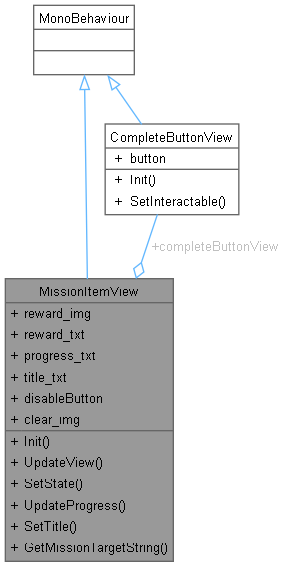 MonoBehaviour
CompleteButtonView
+ button
+ Init()
+ SetInteractable()
+completeButtonView
MissionItemView
+ reward_img
+ reward_txt
+ progress_txt
+ title_txt
+ disableButton
+ clear_img
+ Init()
+ UpdateView()
+ SetState()
+ UpdateProgress()
+ SetTitle()
+ GetMissionTargetString()